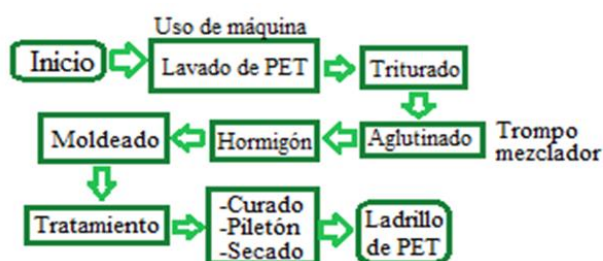 Uso de máquina
Inicio
Lavado de PET
Triturado
Aglutinado
Trompo
mezclador
Hormigón
Moldeado
Tratamiento
-Curado
-Piletón
-Secado
Ladrillo
de PET